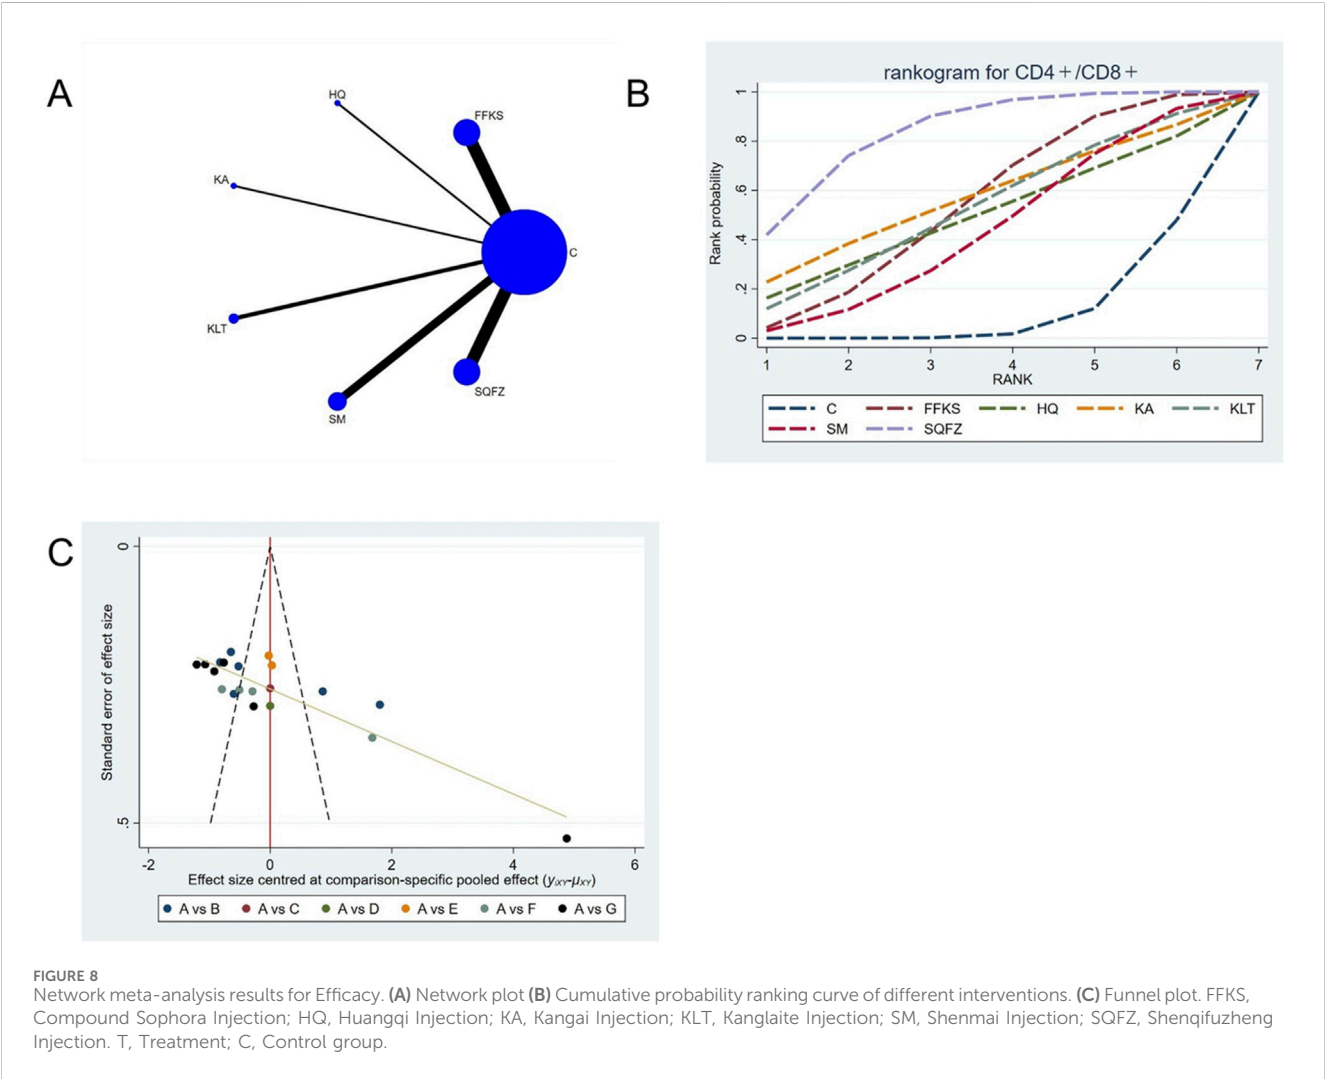 A
HQ
FFKS
KA
C
KLT
SQFZ
SM
B
rankogram for CD4+/CD8+
Rank probability
1
.8
.6
.4
.2
0
1 2 3 4 5 6 7
RANK
C FFKS HQ KA KLT
SM SQFZ
C
Standard error of effect size
0
.5
-2 0 2 4 6
Effect size centred at comparison-specific pooled effect (yiXY-μXY)
A vs B A vs C A vs D A vs E A vs F A vs G
FIGURE 8
Network meta-analysis results for Efficacy. (A) Network plot (B) Cumulative probability ranking curve of different interventions. (C) Funnel plot. FFKS,
Compound Sophora Injection; HQ, Huangqi Injection; KA, Kangai Injection; KLT, Kanglaite Injection; SM, Shenmai Injection; SQFZ, Shenqifuzheng
Injection. T, Treatment; C, Control group.